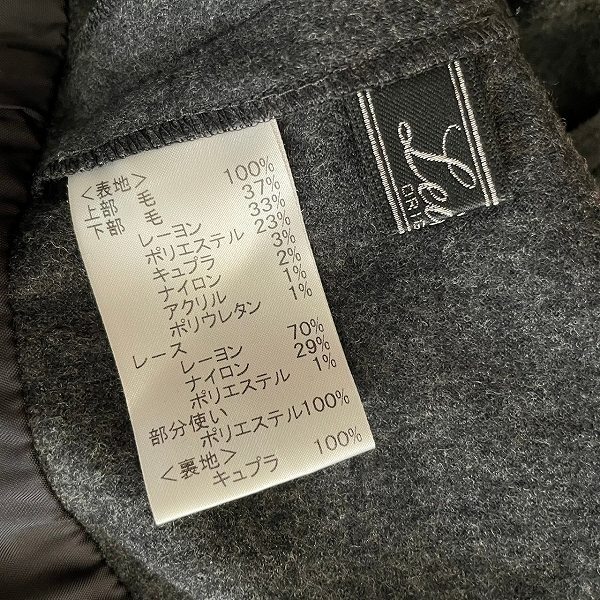 <表地>
上部 毛 100%
下部 毛 37%
レーヨン 33%
ポリエステル 23%
キュプラ 3%
ナイロン 2%
アクリル 1%
ポリウレタン 1%
レース
レーヨン 70%
ナイロン 29%
ポリエステル 1%
部分使い
ポリエステル100%
<裏地>
キュプラ 100%